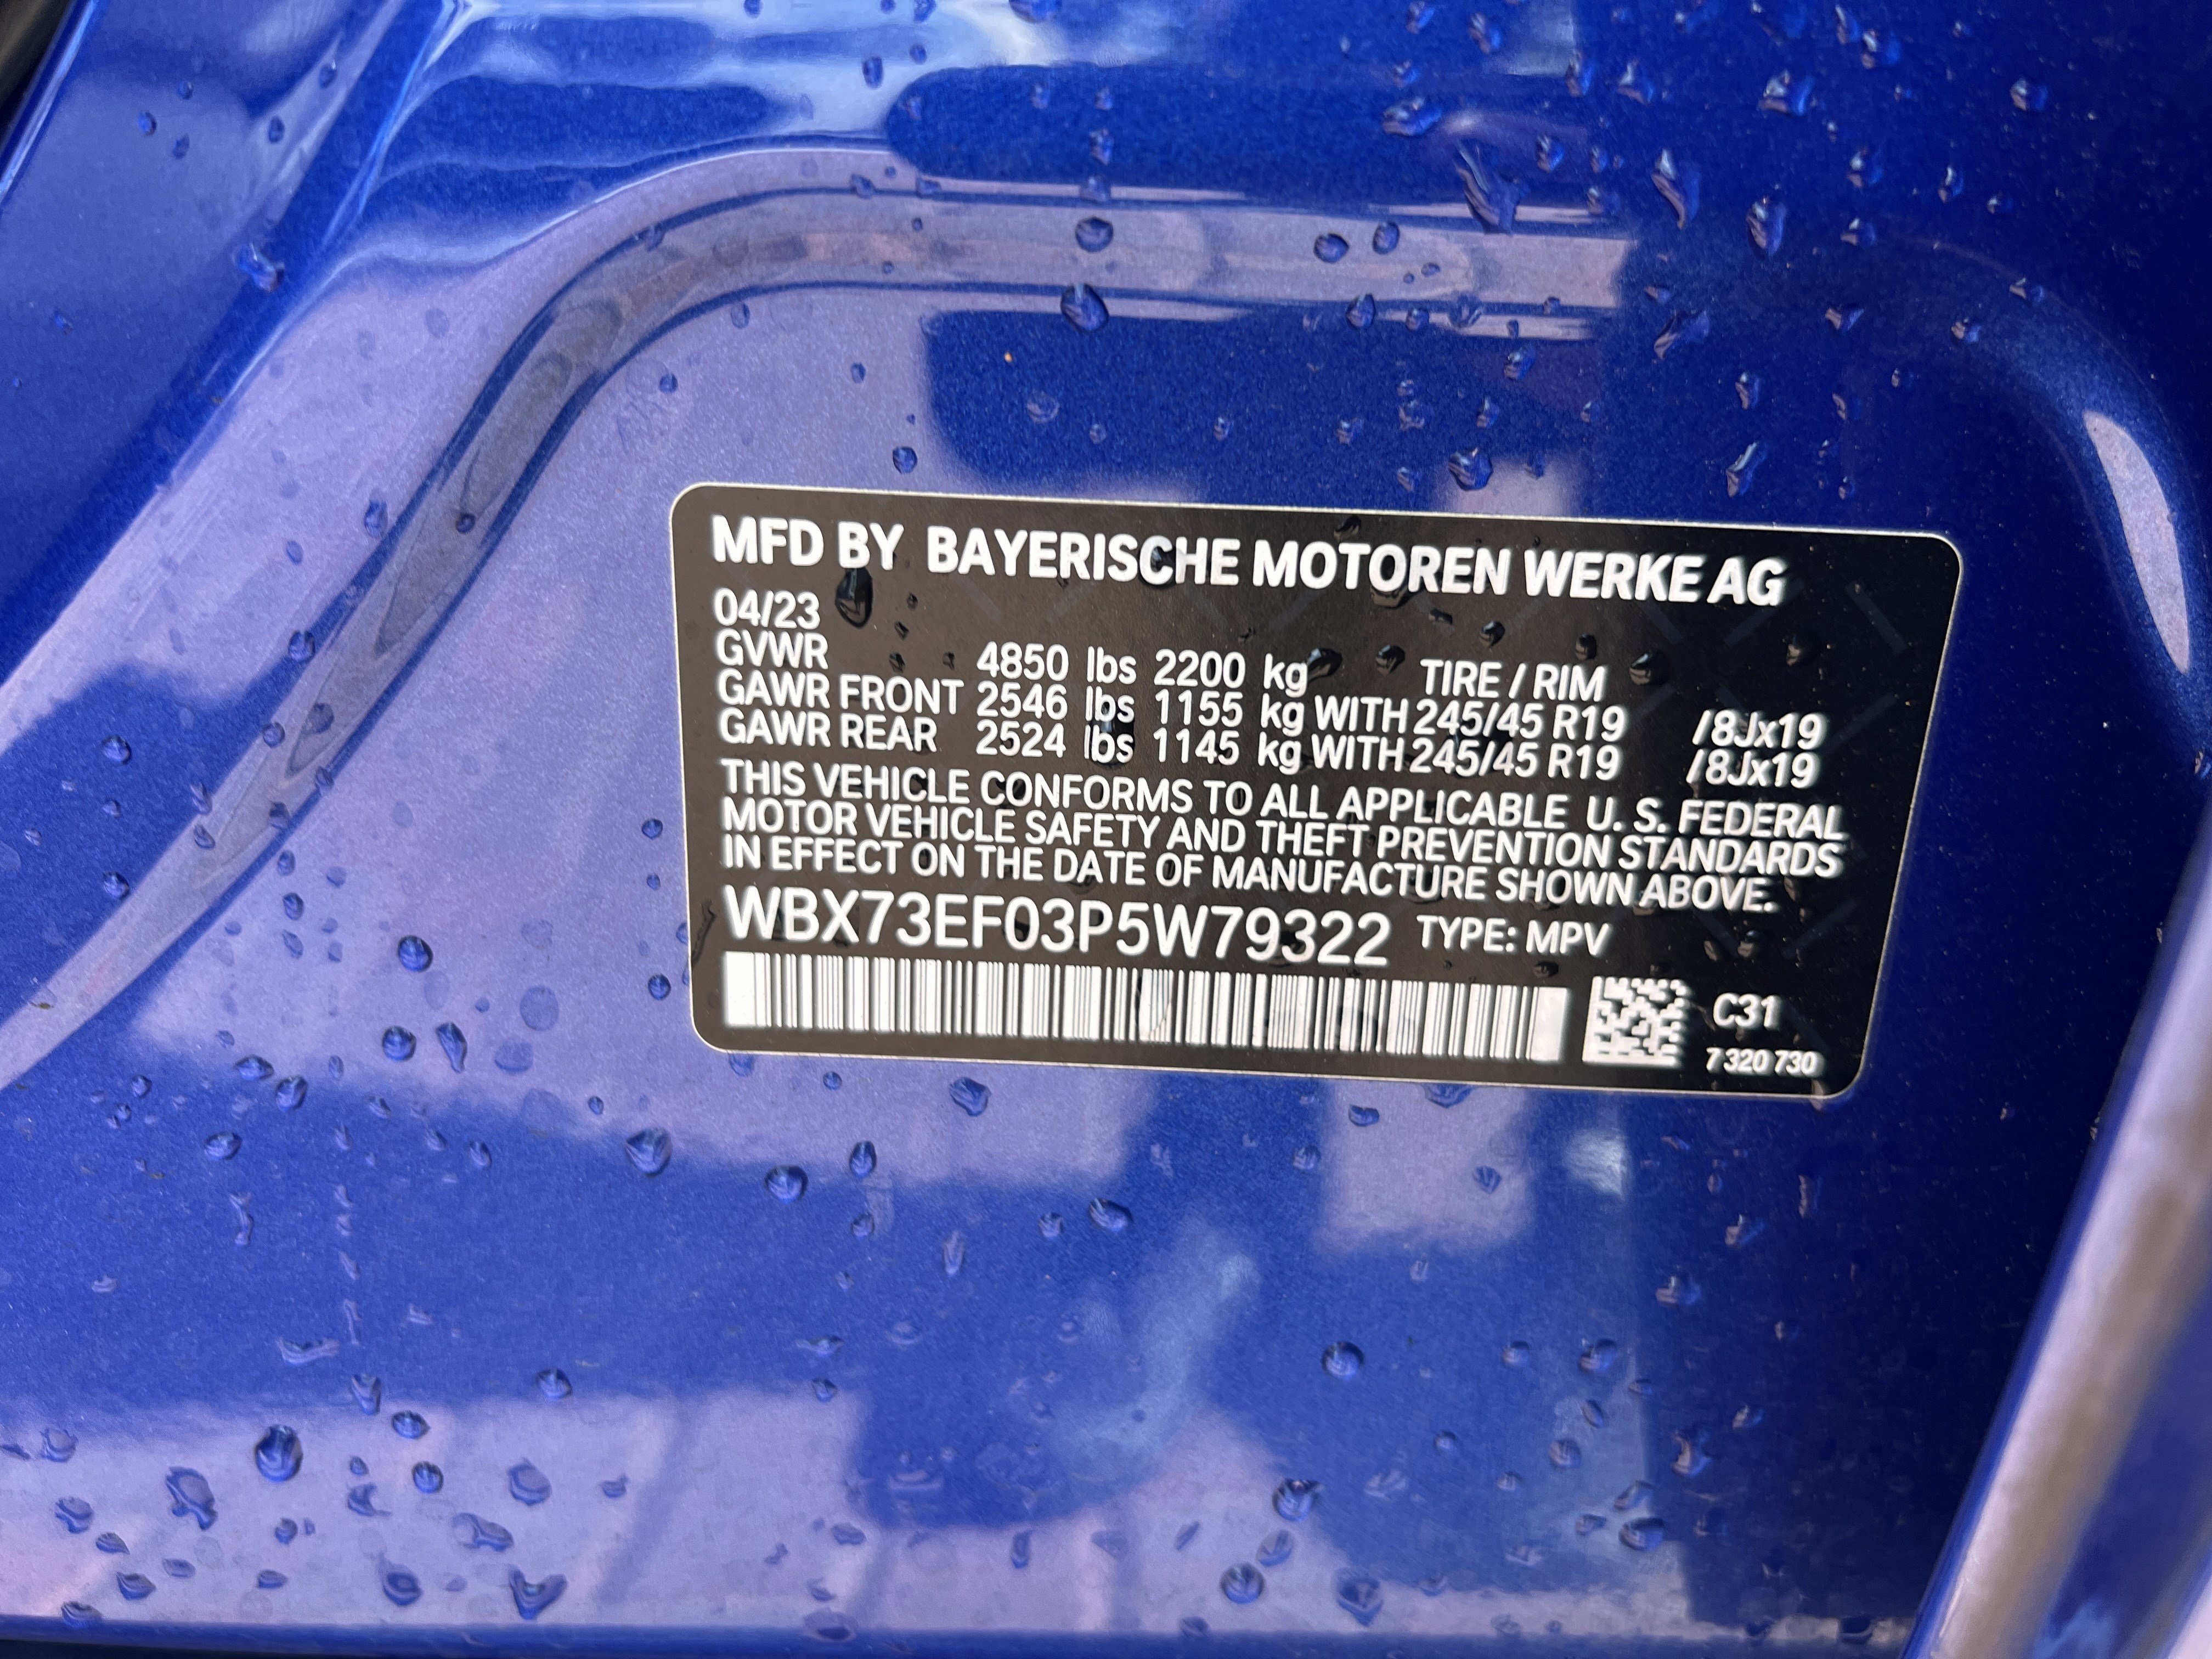 MFD BY BAYERISCHE MOTOREN WERKE AG
04/23
GVWR 4850 lbs 2200 kg TIRE / RIM
GAWR FRONT 2546 lbs 1155 kg WITH 245/45 R19 /8Jx19
GAWR REAR 2524 lbs 1145 kg WITH 245/45 R19 /8Jx19
THIS VEHICLE CONFORMS TO ALL APPLICABLE U. S. FEDERAL
MOTOR VEHICLE SAFETY AND THEFT PREVENTION STANDARDS
IN EFFECT ON THE DATE OF MANUFACTURE SHOWN ABOVE.
WBX73EF03P5W79322 TYPE: MPV
C31
7 320 730